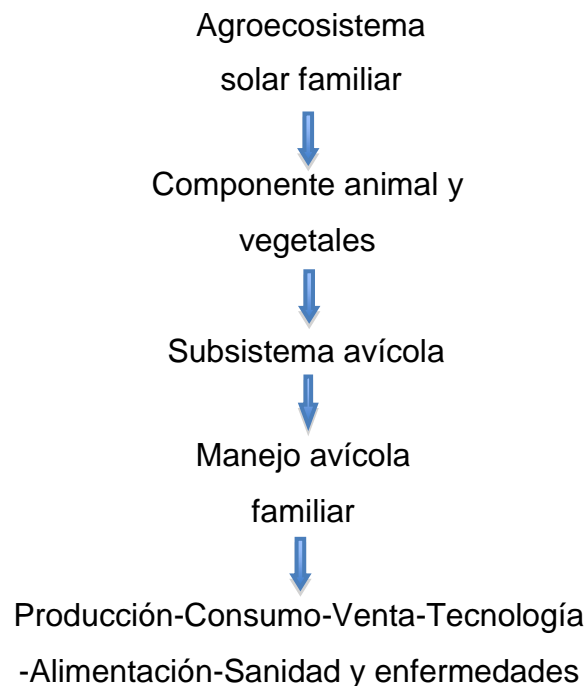 Agroecosistema
solar familiar
Componente animal y
vegetales
Subsistema avícola
Manejo avícola
familiar
Producción-Consumo-Venta-Tecnología
-Alimentación-Sanidad y enfermedades